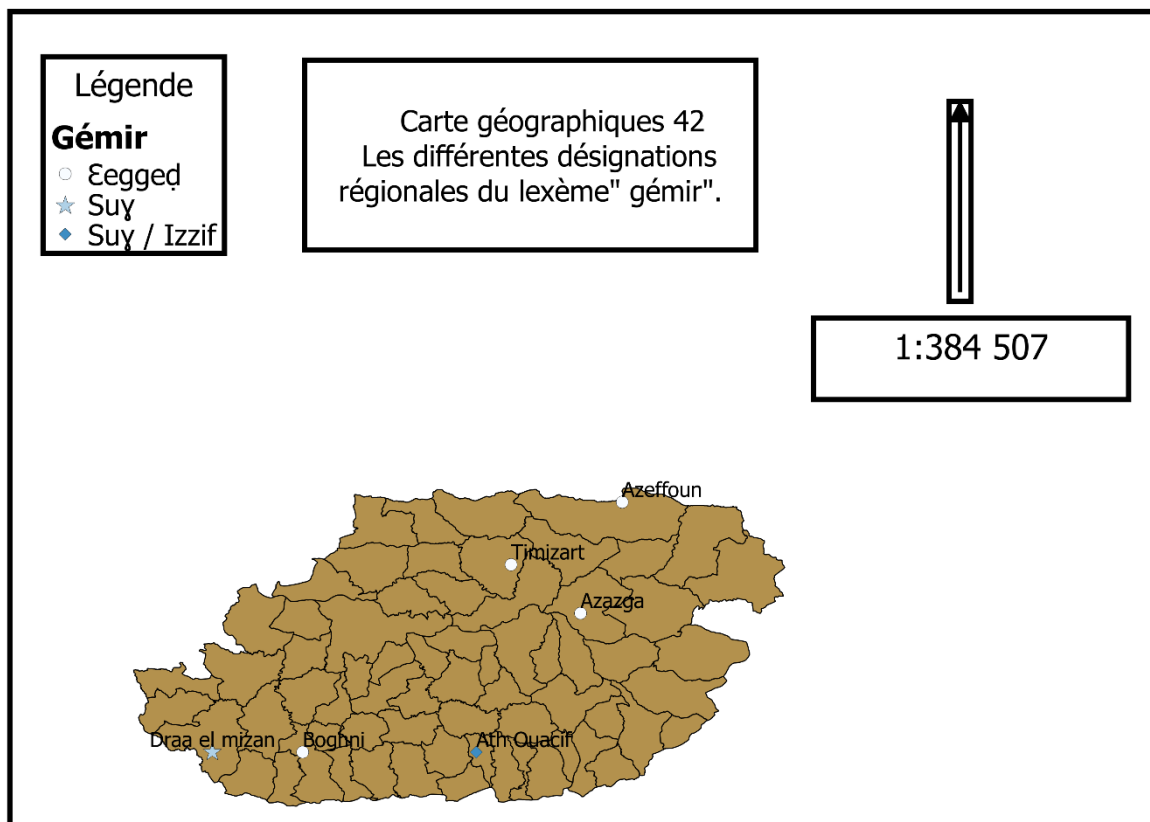 Légende
Gémir
Ɛeggeḍ
Suɣ
Suɣ / Izzif
Carte géographiques 42
Les différentes désignations
régionales du lexème" gémir".
1:384 507
Azeffoun
Timizart
Azazga
Draa el mizan
Boghni
Ath Ouacif